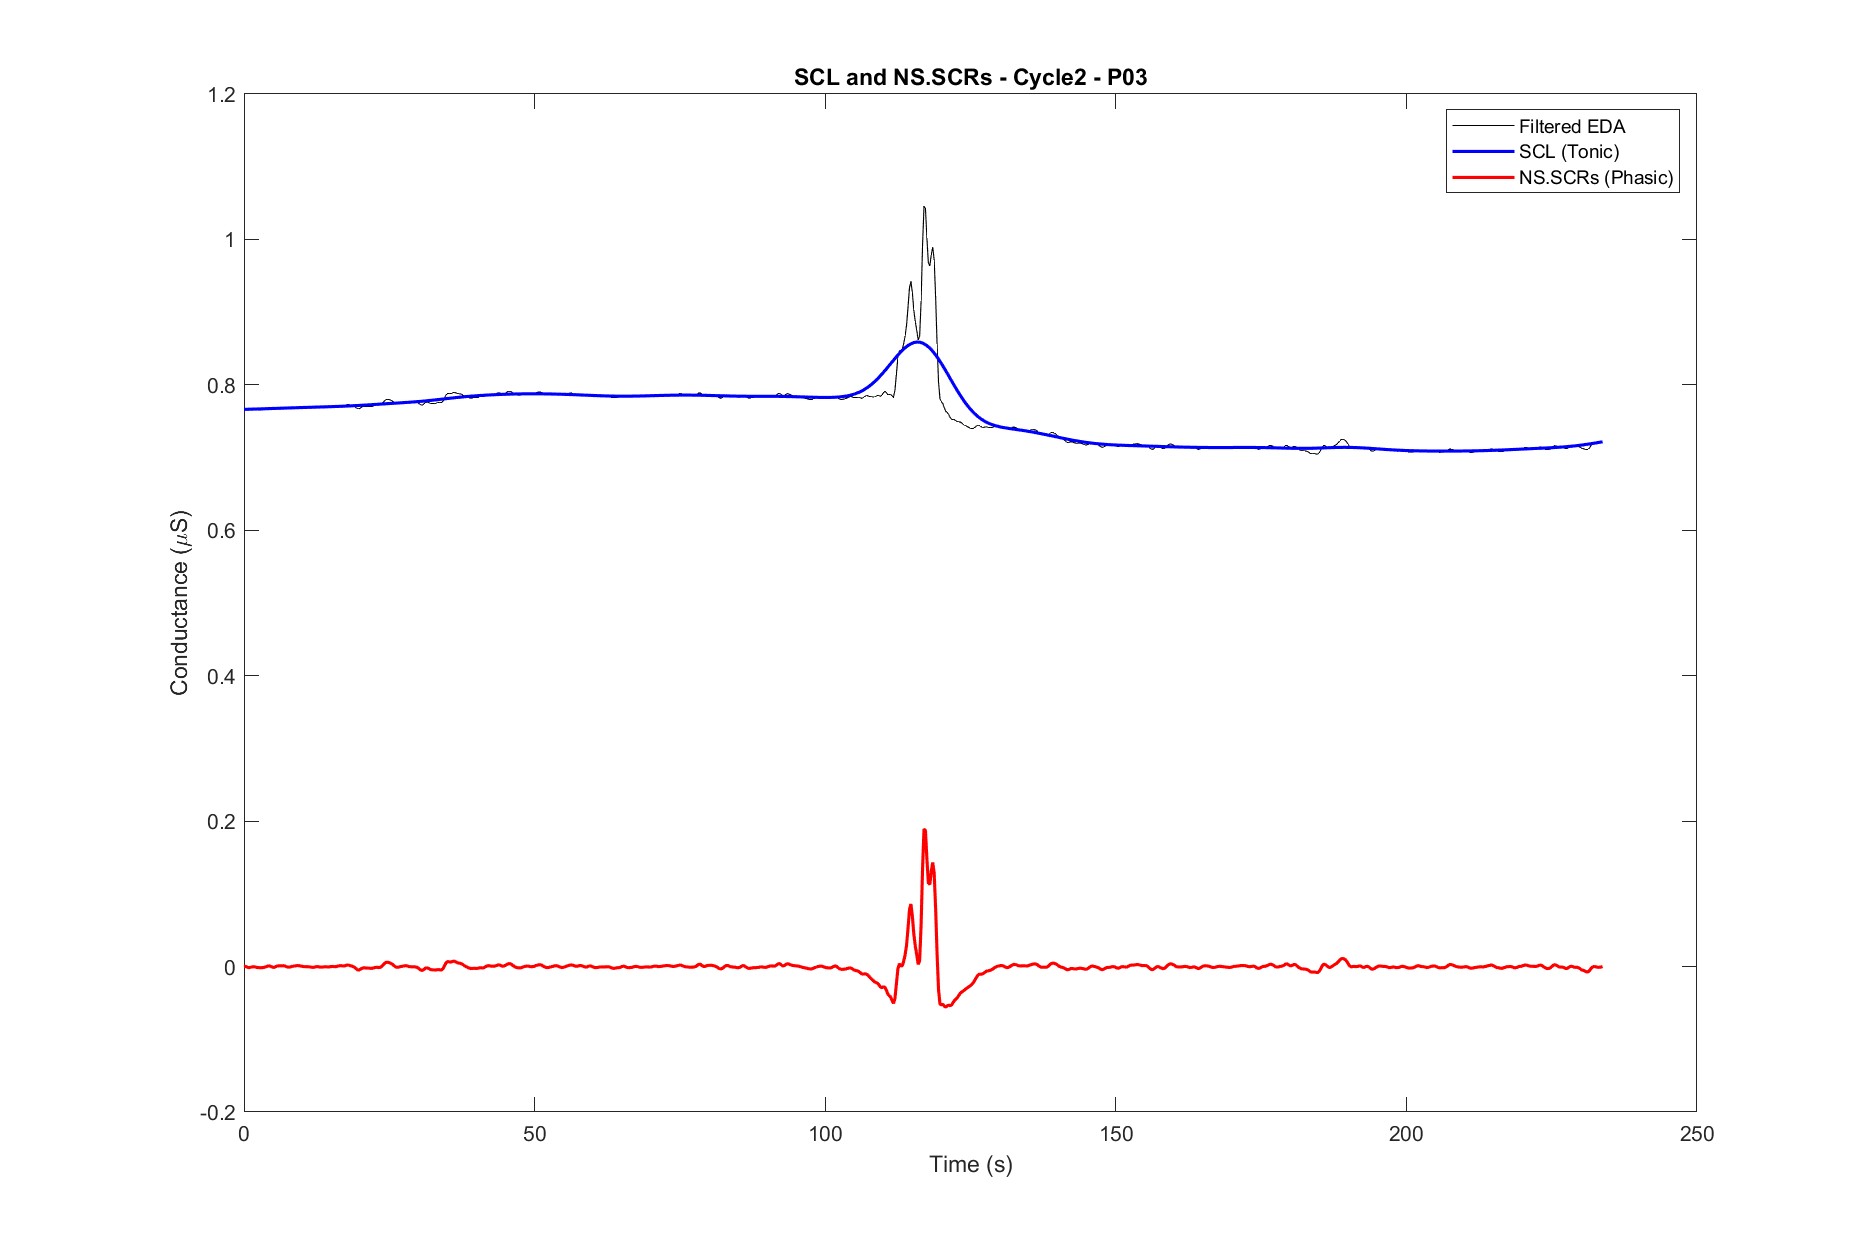 SCL and NS.SCRs - Cycle2 - P03
1.2
1
0.8
0.6
0.4
0.2
0
-0.2
Conductance (μS)
Filtered EDA
SCL (Tonic)
NS.SCRs (Phasic)
0 50 100 150 200 250
Time (s)